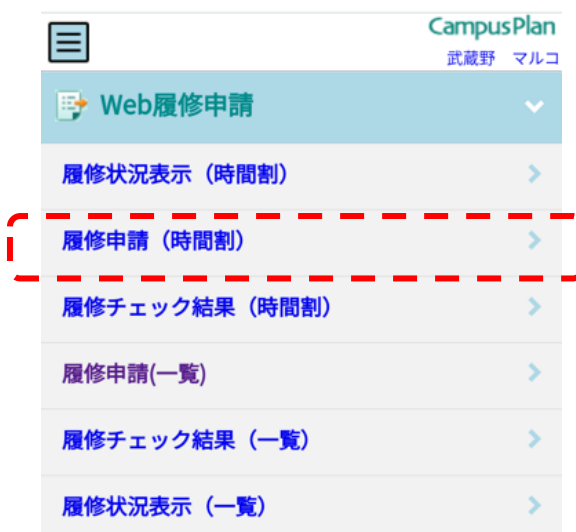 CampusPlan
武蔵野 マルコ
Web履修申請
履修状況表示（時間割）
履修申請（時間割）
履修チェック結果（時間割）
履修申請(一覧)
履修チェック結果（一覧）
履修状況表示（一覧）